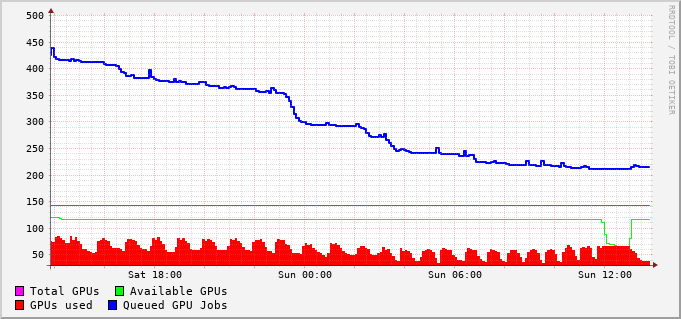 500
450
400
350
300
250
200
150
100
50
Sat 18:00 Sun 00:00 Sun 06:00 Sun 12:00
Total GPUs Available GPUs
GPUs used Queued GPU Jobs
RRDTOOL / TOBI OETIKER